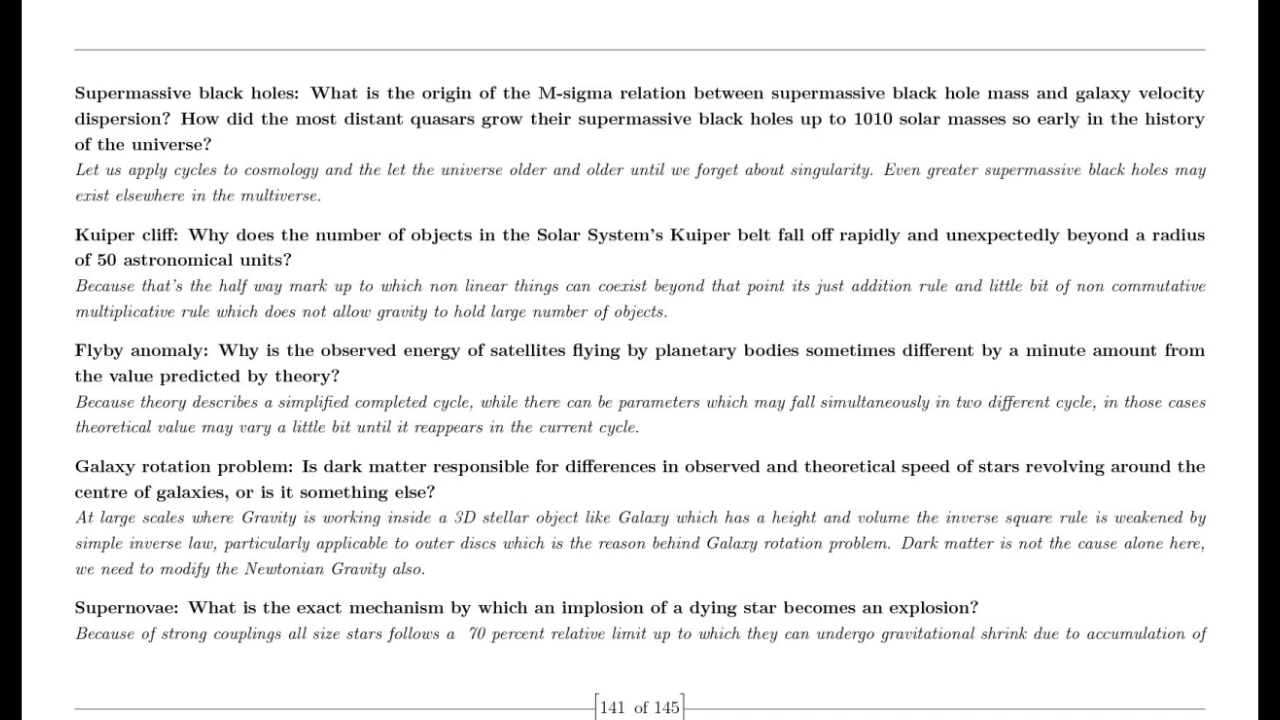 Supermassive black holes: What is the origin of the M-sigma relation between supermassive black hole mass and galaxy velocity
dispersion? How did the most distant quasars grow their supermassive black holes up to 1010 solar masses so early in the history
of the universe?
Let us apply cycles to cosmology and the let the universe older and older until we forget about singularity. Even greater supermassive black holes may
exist elsewhere in the multiverse.
Kuiper cliff: Why does the number of objects in the Solar System's Kuiper belt fall off rapidly and unexpectedly beyond a radius
of 50 astronomical units?
Because that's the half way mark up to which non linear things can coexist beyond that point its just addition rule and little bit of non commutative
multiplicative rule which does not allow gravity to hold large number of objects.
Flyby anomaly: Why is the observed energy of satellites flying by planetary bodies sometimes different by a minute amount from
the value predicted by theory?
Because theory describes a simplified completed cycle, while there can be parameters which may fall simultaneously in two different cycle, in those cases
theoretical value may vary a little bit until it reappears in the current cycle.
Galaxy rotation problem: Is dark matter responsible for differences in observed and theoretical speed of stars revolving around the
centre of galaxies, or is it something else?
At large scales where Gravity is working inside a 3D stellar object like Galaxy which has a height and volume the inverse square rule is weakened by
simple inverse law, particularly applicable to outer discs which is the reason behind Galaxy rotation problem. Dark matter is not the cause alone here,
we need to modify the Newtonian Gravity also.
Supernovae: What is the exact mechanism by which an implosion of a dying star becomes an explosion?
Because of strong couplings all size stars follows a 70 percent relative limit up to which they can undergo gravitational shrink due to accumulation of
141 of 145